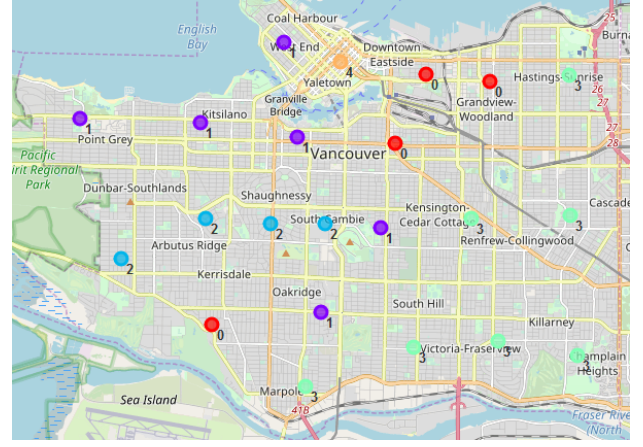 Coal Harbour
25
English
Bay
West End
1
Downtown
Eastside
Burna
4
Yaletown
0
0
Hastings-Sunrise
3
Granville
Bridge
Grandview-
Woodland
26
27
Kitsilano
1
1
Point Grey
1
Vancouver
0
27
28
Pacific
irit Regional
Park
Dunbar-Southlands
Shaughnessy
Kensington-
Cedar Cottage
Cascade
2
2
South Cambie
2
1
3
3
Arbutus Ridge
Renfrew-Collingwood
2
Kerrisdale
Oakridge
1
South Hill
Killarney
0
3
Victoria-Fraserview
3
3
Champlain
Heights
Sea Island
Marpole
3
41B
Fraser River
(North